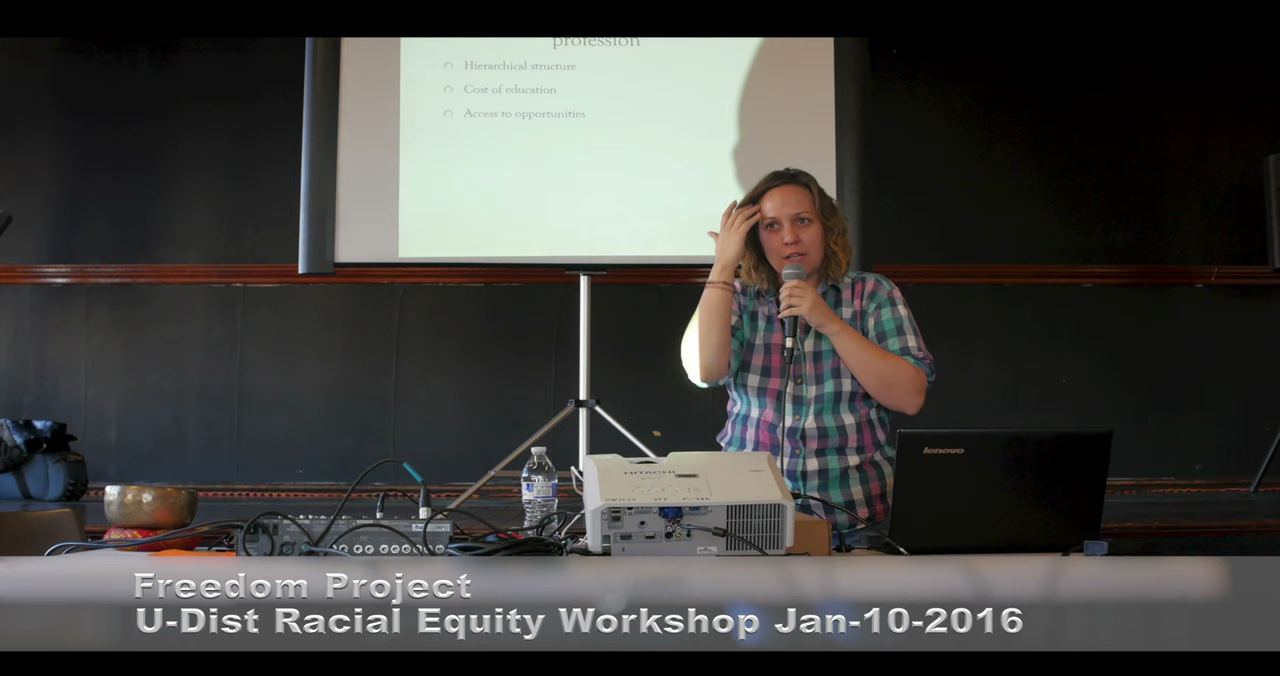 profession
Hierarchical structure
Cost of education
Access to opportunities
HITACHI
lenovo
Freedom Project
U-Dist Racial Equity Workshop Jan-10-2016